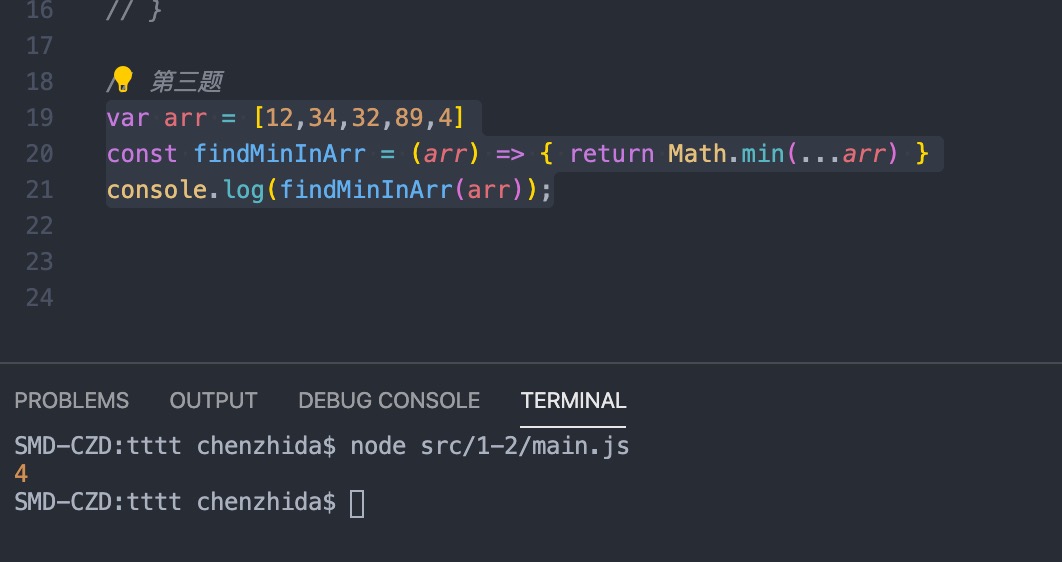 16 // }
17
18 / 第三题
19 var arr = [12,34,32,89,4]
20 const findMinInArr = (arr) => { return Math.min(...arr) }
21 console.log(findMinInArr(arr));
22
23
24
PROBLEMS OUTPUT DEBUG CONSOLE TERMINAL
SMD-CZD:tttt chenzhida$ node src/1-2/main.js
4
SMD-CZD:tttt chenzhida$